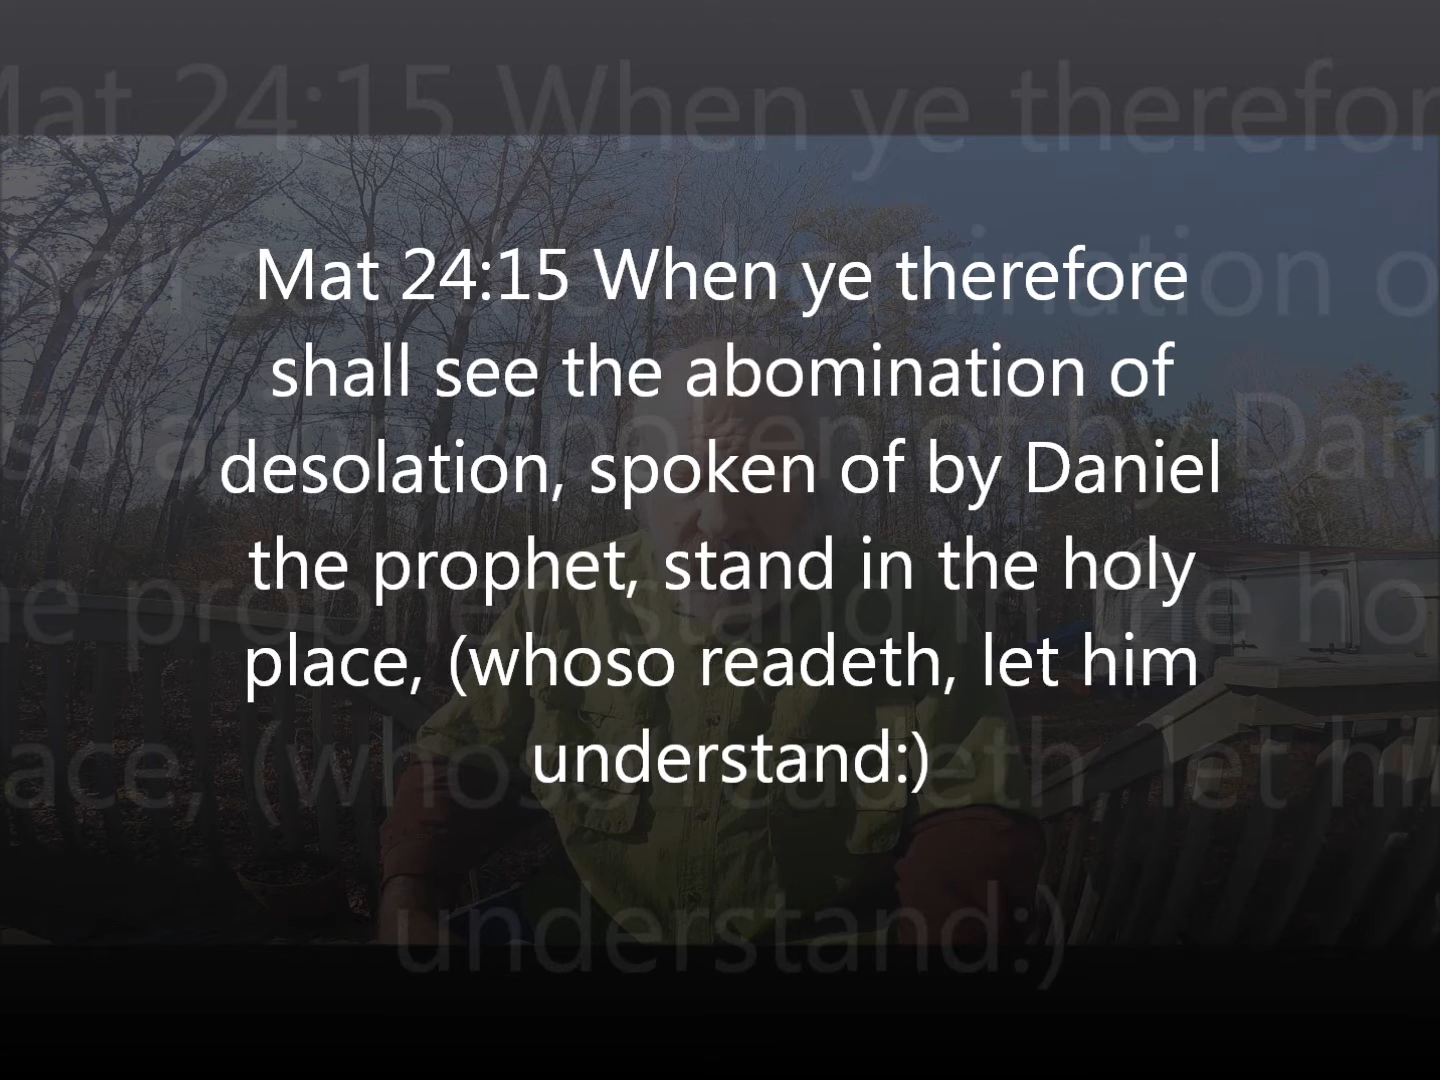 Mat 24:15 When ye therefore
shall see the abomination of
desolation, spoken of by Daniel
the prophet, stand in the holy
place, (whoso readeth, let him
understand:)